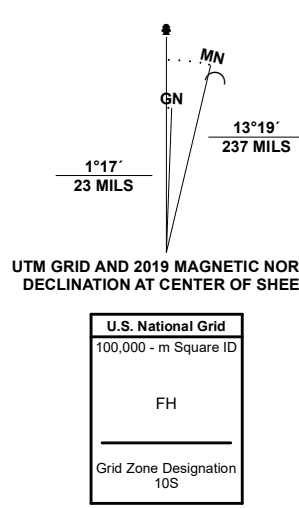 MN
GN
13°19´
237 MILS
1°17´
23 MILS
UTM GRID AND 2019 MAGNETIC NOR
DECLINATION AT CENTER OF SHEE
U.S. National Grid
100,000 - m Square ID
FH
Grid Zone Designation
10S